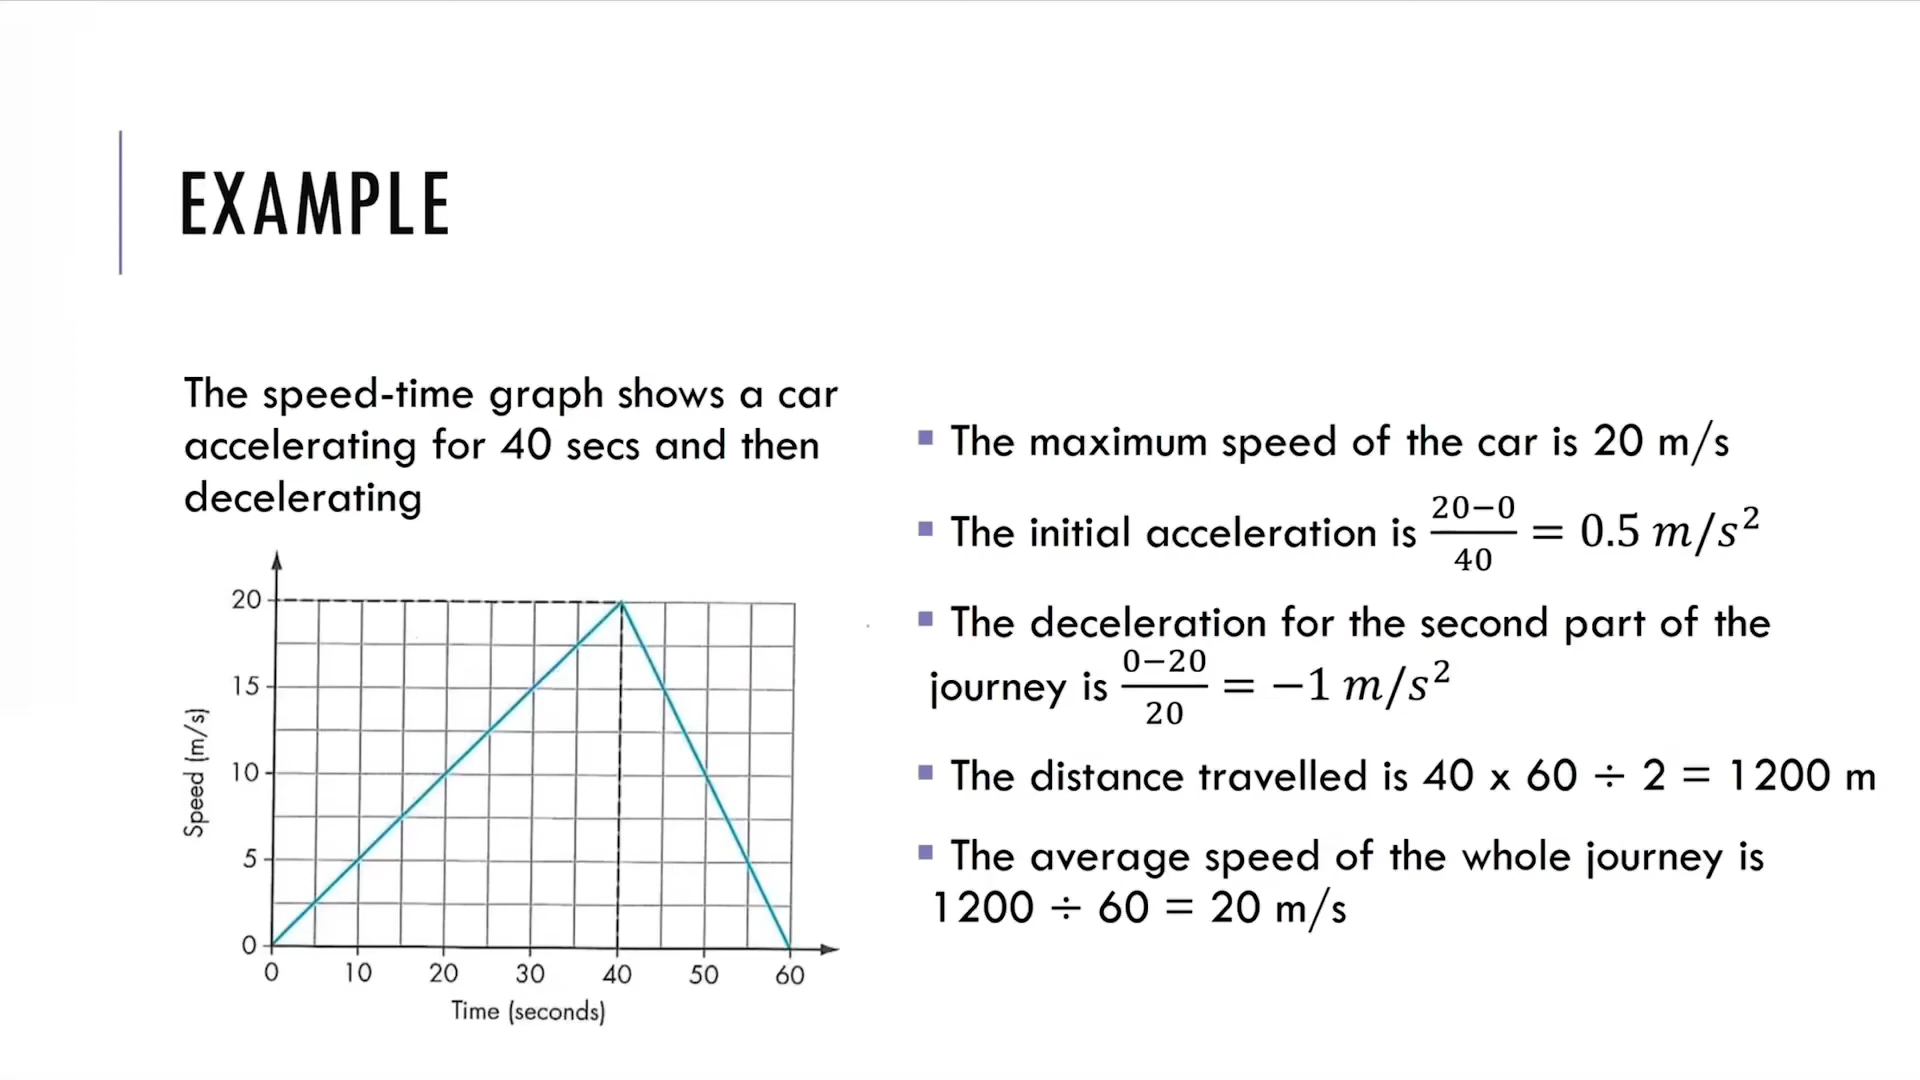 EXAMPLE
The speed-time graph shows a car
accelerating for 40 secs and then
decelerating
20
15
10
5
0
Speed (m/s)
0 10 20 30 40 50 60
Time (seconds)
▪ The maximum speed of the car is 20 m/s
▪ The initial acceleration is \frac{20−0}{40} = 0.5 m/s²
▪ The deceleration for the second part of the
journey is \frac{0−20}{20} = −1 m/s²
▪ The distance travelled is 40 x 60 ÷ 2 = 1200 m
▪ The average speed of the whole journey is
1200 ÷ 60 = 20 m/s